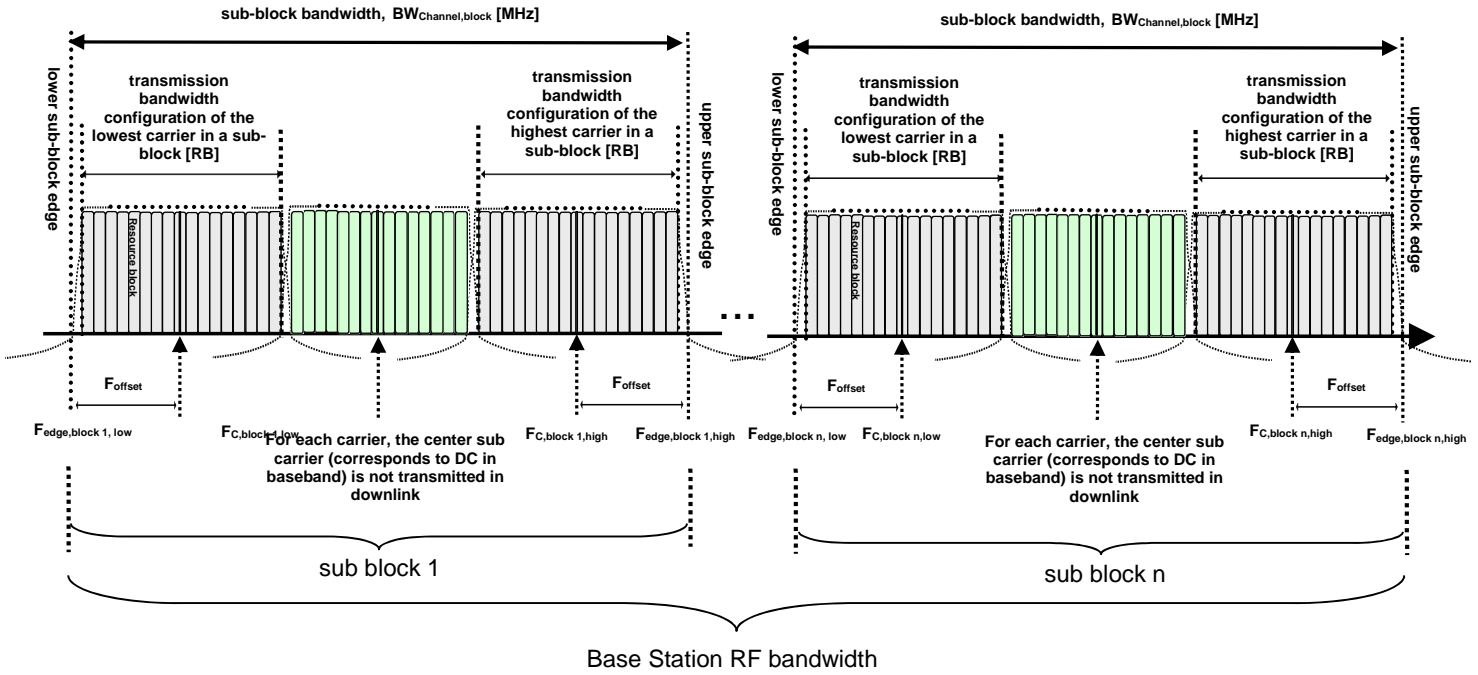 sub-block bandwidth, BWChannel,block [MHz]
sub-block bandwidth, BWChannel,block [MHz]
lower sub-block edge
transmission
bandwidth
configuration of the
lowest carrier in a sub-
block [RB]
transmission
bandwidth
configuration of the
highest carrier in a
sub-block [RB]
upper sub-block edge
lower sub-block edge
transmission
bandwidth
configuration of the
lowest carrier in a
sub-block [RB]
transmission
bandwidth
configuration of the
highest carrier in a
sub-block [RB]
upper sub-block edge
Resource block
...
Resource block
Foffset
Foffset
Foffset
Foffset
Fedge,block 1, low
FC,block 1,low
FC,block 1,high
Fedge,block 1,high
Fedge,block n, low
FC,block n,low
FC,block n,high
Fedge,block n,high
For each carrier, the center sub
carrier (corresponds to DC in
baseband) is not transmitted in
downlink
For each carrier, the center sub
carrier (corresponds to DC in
baseband) is not transmitted in
downlink
sub block 1
sub block n
Base Station RF bandwidth